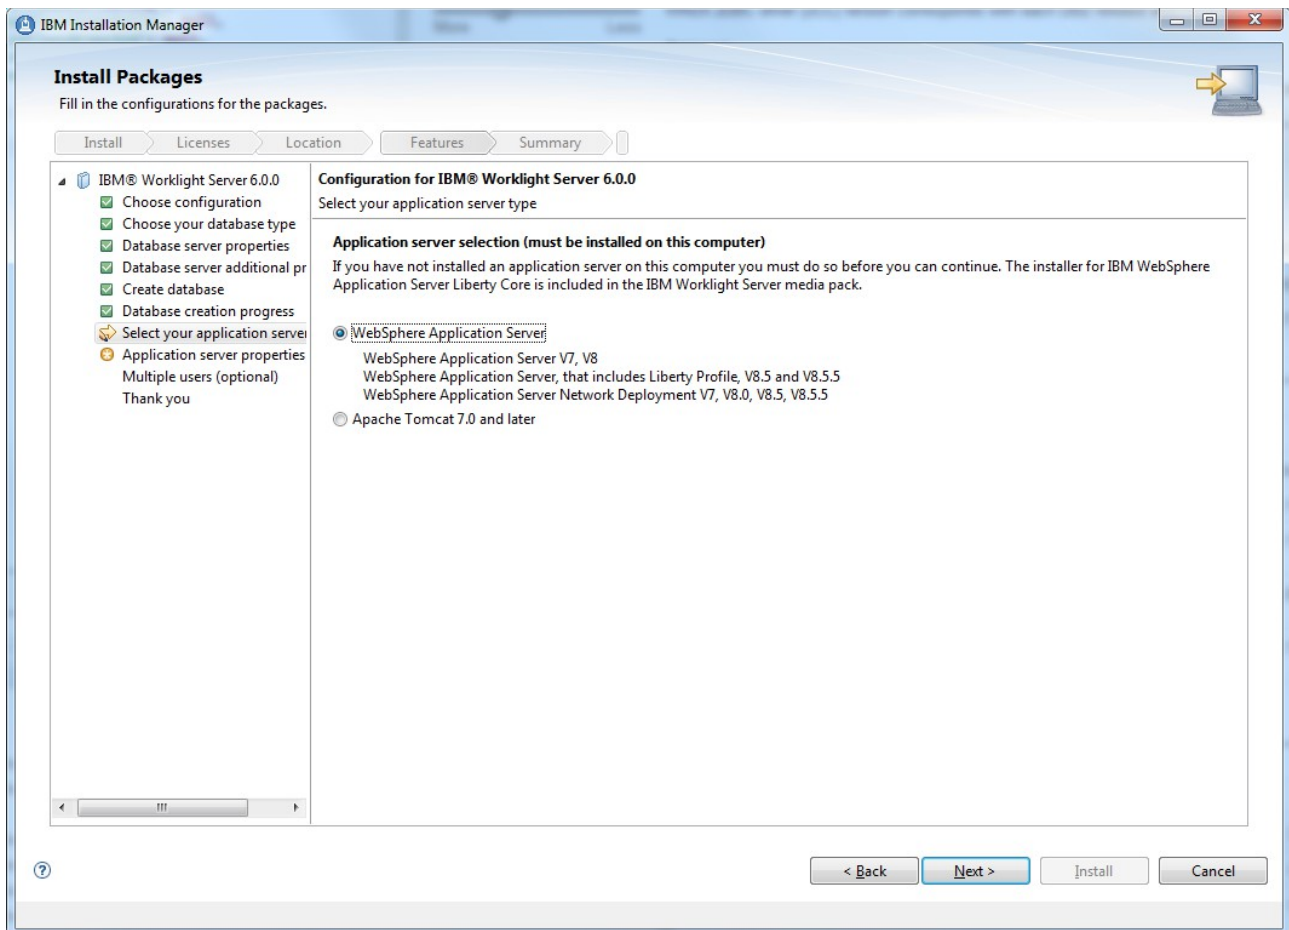 IBM Installation Manager
Install Packages
Fill in the configurations for the packages.
Install
Licenses
Location
Features
Summary
IBM® Worklight Server 6.0.0
Choose configuration
Choose your database type
Database server properties
Database server additional pr
Create database
Database creation progress
Select your application server
Application server properties
Multiple users (optional)
Thank you
Configuration for IBM® Worklight Server 6.0.0
Select your application server type
Application server selection (must be installed on this computer)
If you have not installed an application server on this computer you must do so before you can continue. The installer for IBM WebSphere
Application Server Liberty Core is included in the IBM Worklight Server media pack.
WebSphere Application Server
WebSphere Application Server V7, V8
WebSphere Application Server, that includes Liberty Profile, V8.5 and V8.5.5
WebSphere Application Server Network Deployment V7, V8.0, V8.5, V8.5.5
Apache Tomcat 7.0 and later
< Back
Next >
Install
Cancel